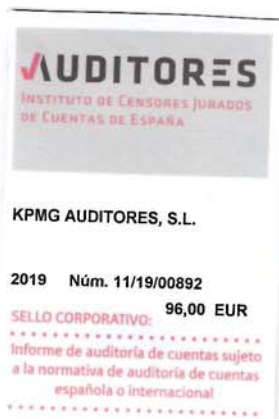 AUDITORES
INSTITUTO DE CENSORES JURADOS
DE CUENTAS DE ESPAÑA
KPMG AUDITORES, S.L.
2019 Núm. 11/19/00892
96,00 EUR
SELLO CORPORATIVO:
Informe de auditoría de cuentas sujeto
a la normativa de auditoría de cuentas
española o internacional